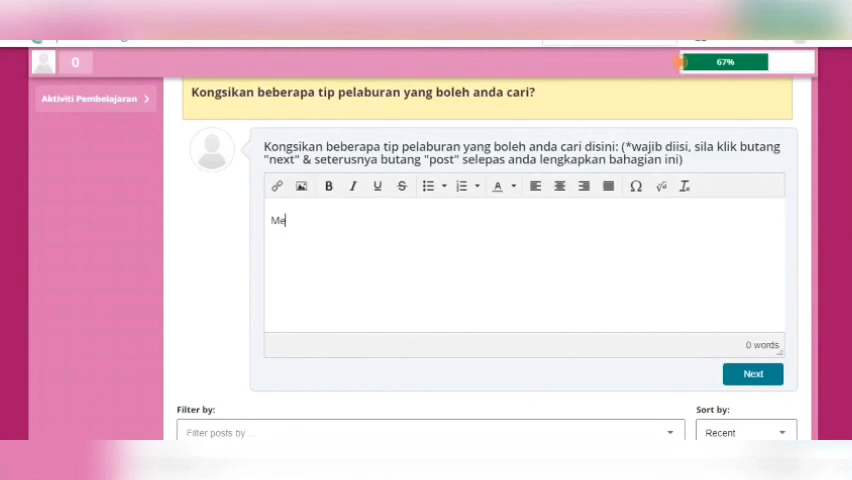 0
67%
Aktiviti Pembelajaran
Kongsikan beberapa tip pelaburan yang boleh anda cari?
Kongsikan beberapa tip pelaburan yang boleh anda cari disini: (*wajib diisi, sila klik butang
"next" & seterusnya butang "post" selepas anda lengkapkan bahagian ini)
B I U S A Ω √x Tx
Me
0 words
Next
Filter by:
Sort by:
Filter posts by ...
Recent